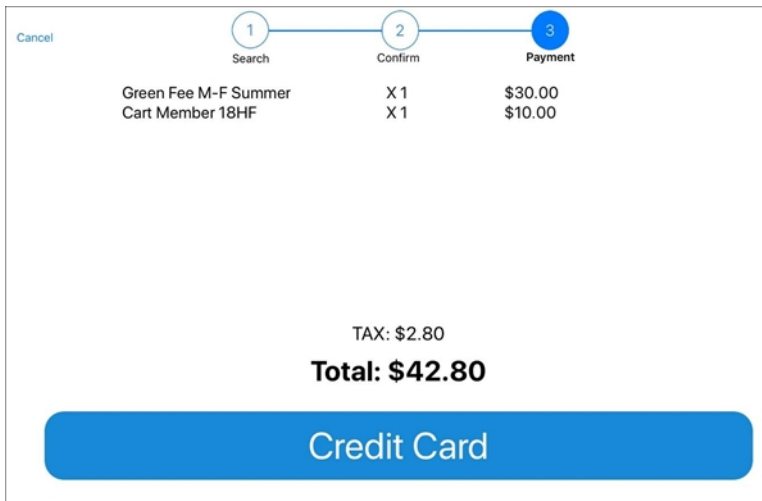 Cancel
1 2 3
Search Confirm Payment
Green Fee M-F Summer X 1 $30.00
Cart Member 18HF X 1 $10.00
TAX: $2.80
Total: $42.80
Credit Card